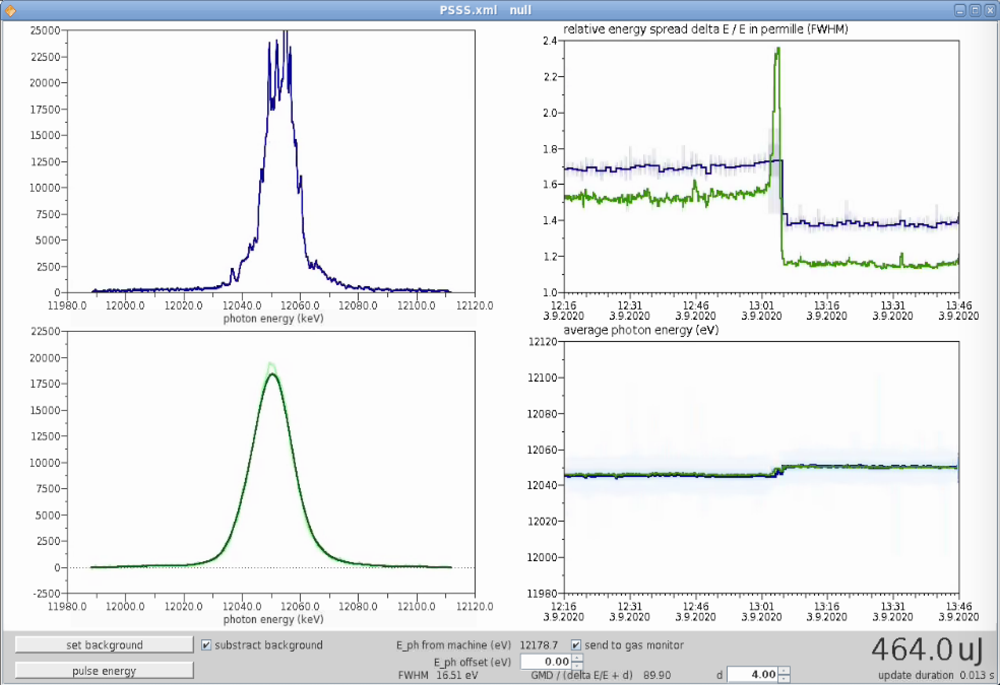 PSSS.xml null
25000
22500
20000
17500
15000
12500
10000
7500
5000
2500
0
11980.0 12000.0 12020.0 12040.0 12060.0 12080.0 12100.0 12120.0
photon energy (keV)
relative energy spread delta E / E in permille (FWHM)
2.4
2.2
2.0
1.8
1.6
1.4
1.2
1.0
12:16 12:31 12:46 13:01 13:16 13:31 13:46
3.9.2020 3.9.2020 3.9.2020 3.9.2020 3.9.2020 3.9.2020 3.9.2020
22500
20000
17500
15000
12500
10000
7500
5000
2500
0
-2500
11980.0 12000.0 12020.0 12040.0 12060.0 12080.0 12100.0 12120.0
photon energy (keV)
average photon energy (eV)
12120
12100
12080
12060
12040
12020
12000
11980
12:16 12:31 12:46 13:01 13:16 13:31 13:46
3.9.2020 3.9.2020 3.9.2020 3.9.2020 3.9.2020 3.9.2020 3.9.2020
set background substract background E_ph from machine (eV) 12178.7 send to gas monitor
464.0 uJ
E_ph offset (eV) 0.00
pulse energy
FWHM 16.51 eV GMD / (delta E/E + d) 89.90 d 4.00 update duration 0.013 s